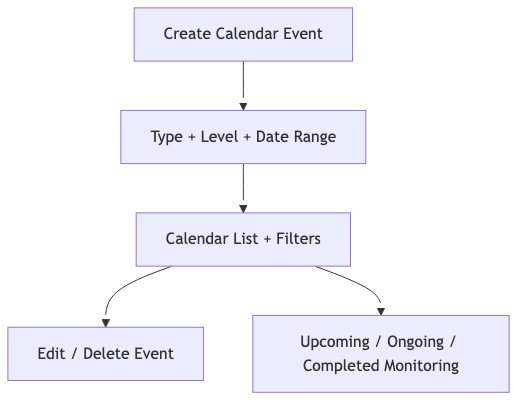 Create Calendar Event
Type + Level + Date Range
Calendar List + Filters
Edit / Delete Event
Upcoming / Ongoing /
Completed Monitoring